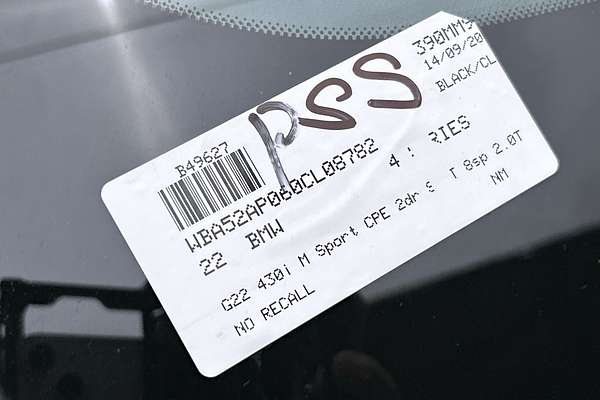 390MM
14/09/20
BLACK/CL
B49627
PSS
WBA52AP060CL08782
22 BMW 4 : RIES
G22 430i M Sport CPE 2dr S T 8sp 2.0T
NO RECALL NM